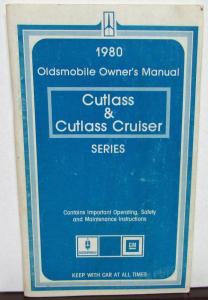 1980
Oldsmobile Owner's Manual
Cutlass
&
Cutlass Cruiser
SERIES
Contains Important Operating, Safety
and Maintenance Instructions
GM
KEEP WITH CAR AT ALL TIMES